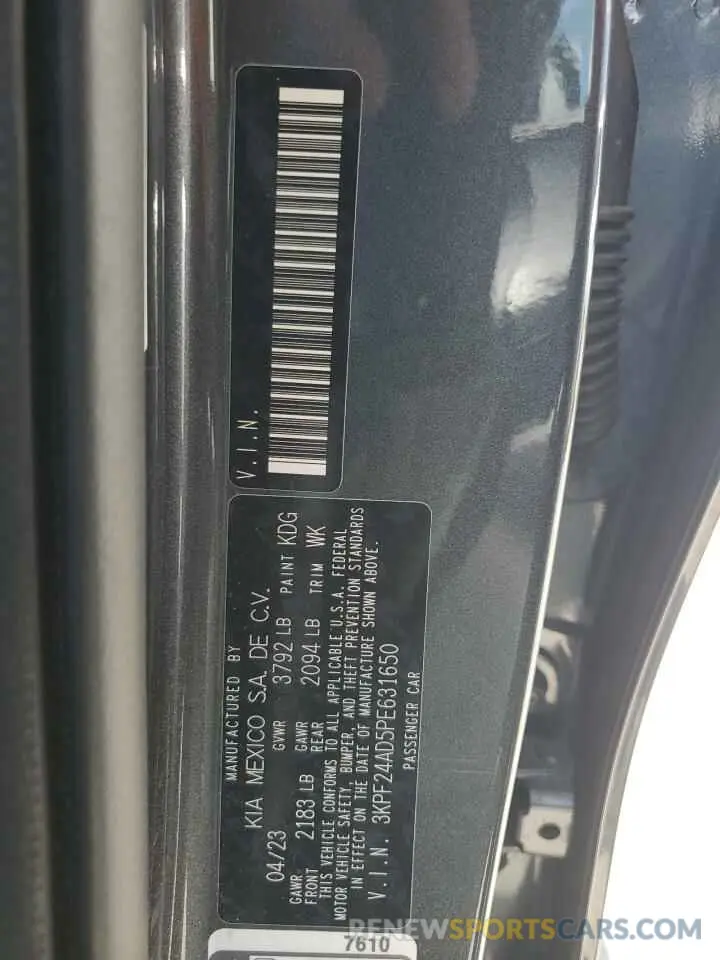 V.I.N.
MANUFACTURED BY
KIA MEXICO S.A. DE C.V.
04/23 GVWR 3792 LB PAINT KDG
GAWR FRONT 2183 LB GAWR REAR 2094 LB TRIM WK
THIS VEHICLE CONFORMS TO ALL APPLICABLE U.S.A. FEDERAL
MOTOR VEHICLE SAFETY, BUMPER, AND THEFT PREVENTION STANDARDS
IN EFFECT ON THE DATE OF MANUFACTURE SHOWN ABOVE.
V.I.N. 3KPF24AD5PE631650
PASSENGER CAR
7610
RENEWSPORTSCARS.COM